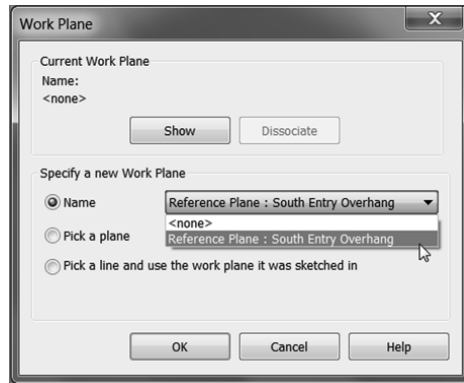 Work Plane
X
Current Work Plane
Name:
<none>
Show Dissociate
Specify a new Work Plane
Name Reference Plane : South Entry Overhang
<none>
Pick a plane Reference Plane : South Entry Overhang
Pick a line and use the work plane it was sketched in
OK Cancel Help